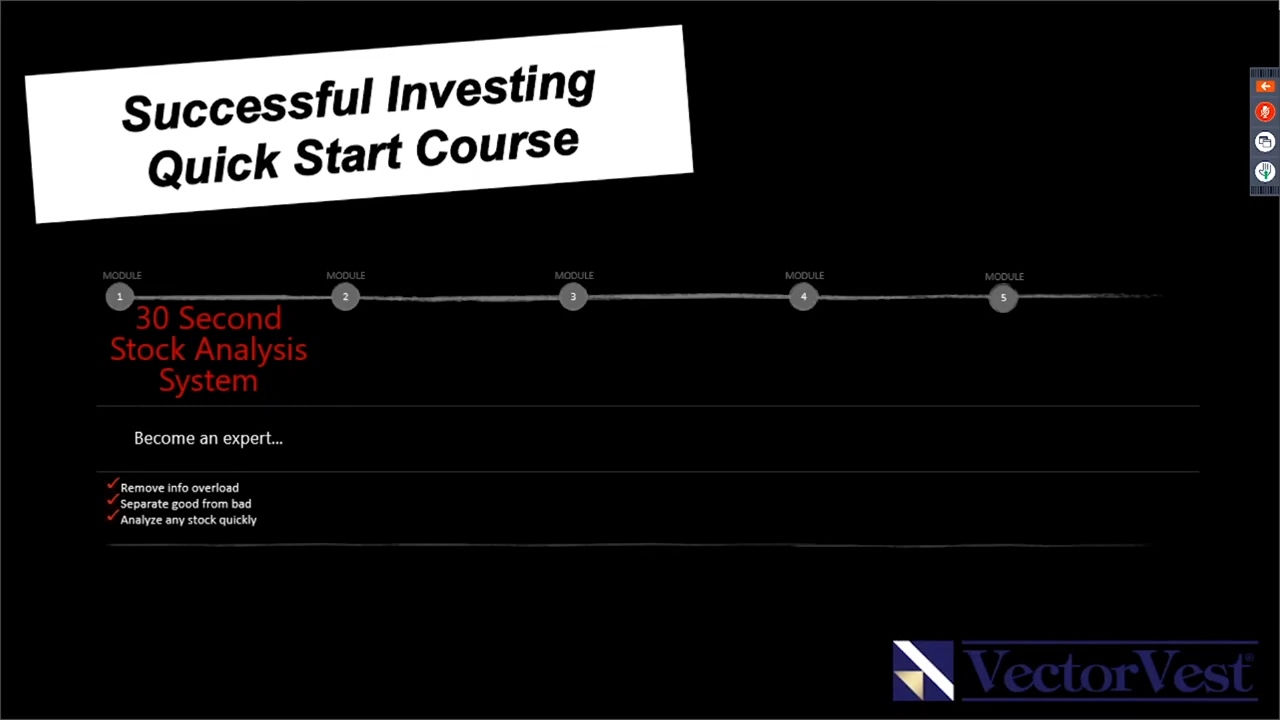 Successful Investing
Quick Start Course
MODULE MODULE MODULE MODULE MODULE
1 2 3 4 5
30 Second
Stock Analysis
System
Become an expert...
Remove info overload
Separate good from bad
Analyze any stock quickly
VectorVest®